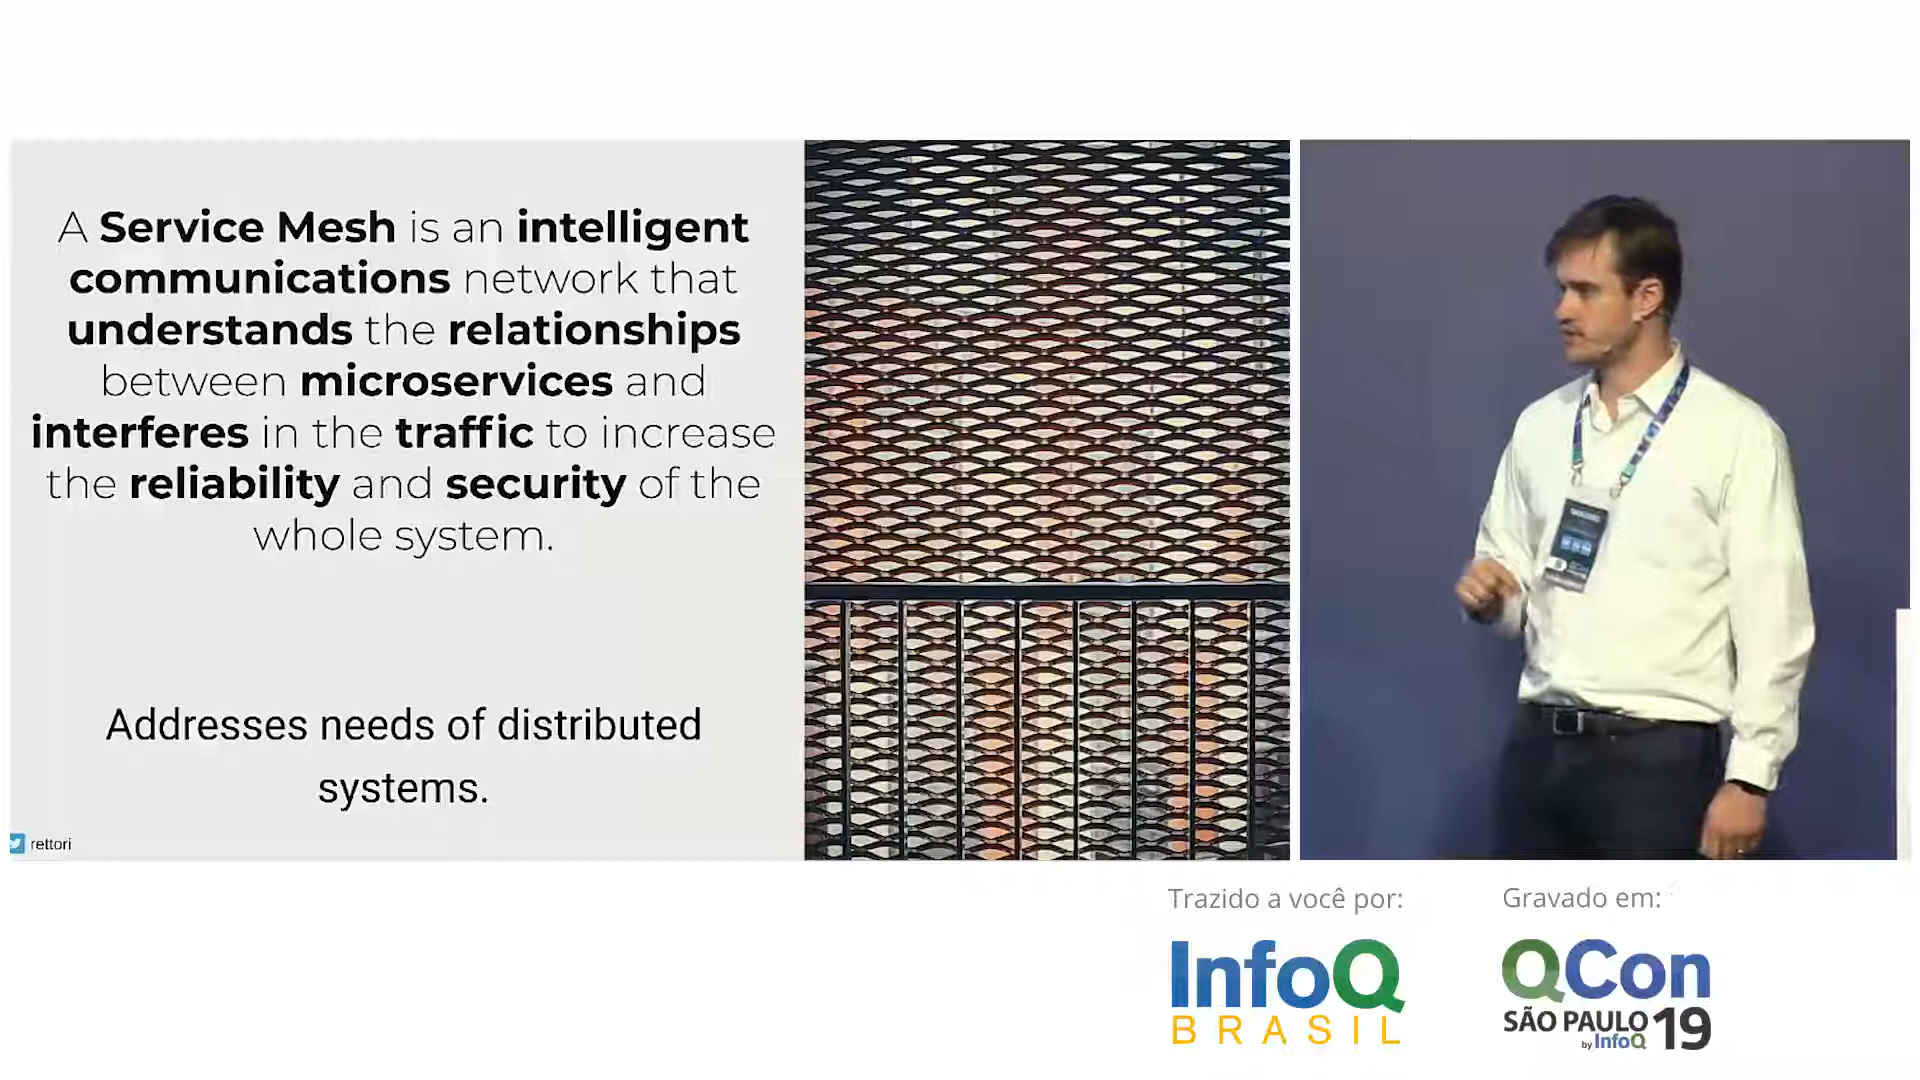 A Service Mesh is an intelligent
communications network that
understands the relationships
between microservices and
interferes in the traffic to increase
the reliability and security of the
whole system.
Addresses needs of distributed
systems.
rettori
Trazido a você por:
InfoQ
BRASIL
Gravado em:
QCon
SÃO PAULO 19
by InfoQ